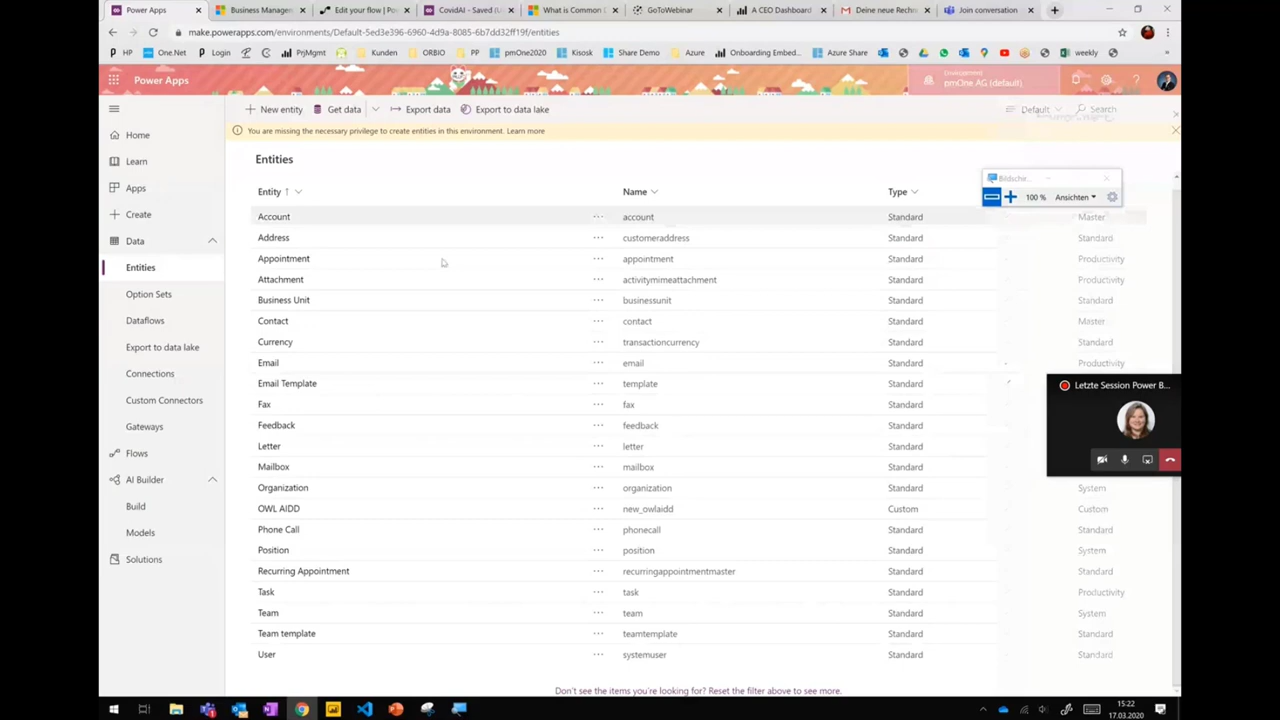 Power Apps
Business Managem
Edit your flow | Pow
CovidAI - Saved (U
What is Common D
GoToWebinar
A CEO Dashboard
Deine neue Rechn
Join conversation
make.powerapps.com/environments/Default-5ed3e396-6960-4d9a-8085-6b7dd32ff19f/entities
HP One.Net Login PrjMgmt Kunden ORBIO PP pmOne2020 Kisosk Share Demo Azure Onboarding Embed... Azure Share weekly
Power Apps
Environment
pmOne AG (default)
New entity Get data Export data Export to data lake Default Search
You are missing the necessary privilege to create entities in this environment. Learn more
Home
Learn
Apps
Create
Data
Entities
Option Sets
Dataflows
Export to data lake
Connections
Custom Connectors
Gateways
Flows
AI Builder
Build
Models
Solutions
Entities
Entity ↑ Name Type
Bildschir...
100 % Ansichten
Account ··· account Standard Master
Address ··· customeraddress Standard Standard
Appointment ··· appointment Standard Productivity
Attachment ··· activitymimeattachment Standard Productivity
Business Unit ··· businessunit Standard Standard
Contact ··· contact Standard Master
Currency ··· transactioncurrency Standard Standard
Email ··· email Standard Productivity
Email Template ··· template Standard
Fax ··· fax Standard
Feedback ··· feedback Standard
Letter ··· letter Standard
Mailbox ··· mailbox Standard
Organization ··· organization Standard System
OWL AIDD ··· new_owlaidd Custom Custom
Phone Call ··· phonecall Standard Standard
Position ··· position Standard System
Recurring Appointment ··· recurringappointmentmaster Standard Standard
Task ··· task Standard Productivity
Team ··· team Standard System
Team template ··· teamtemplate Standard Standard
User ··· systemuser Standard Standard
Letzte Session Power B...
Don't see the items you're looking for? Reset the filter above to see more.
15:22
17.03.2020